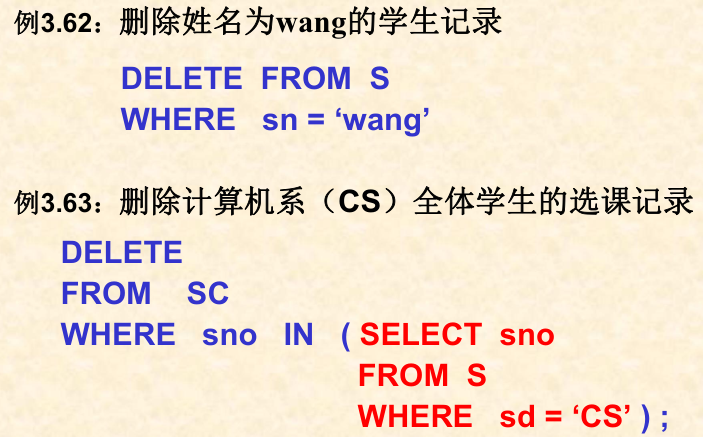 例3.62：删除姓名为wang的学生记录
DELETE FROM S
WHERE sn = ‘wang’
例3.63：删除计算机系（CS）全体学生的选课记录
DELETE
FROM SC
WHERE sno IN ( SELECT sno
FROM S
WHERE sd = ‘CS’ ) ;